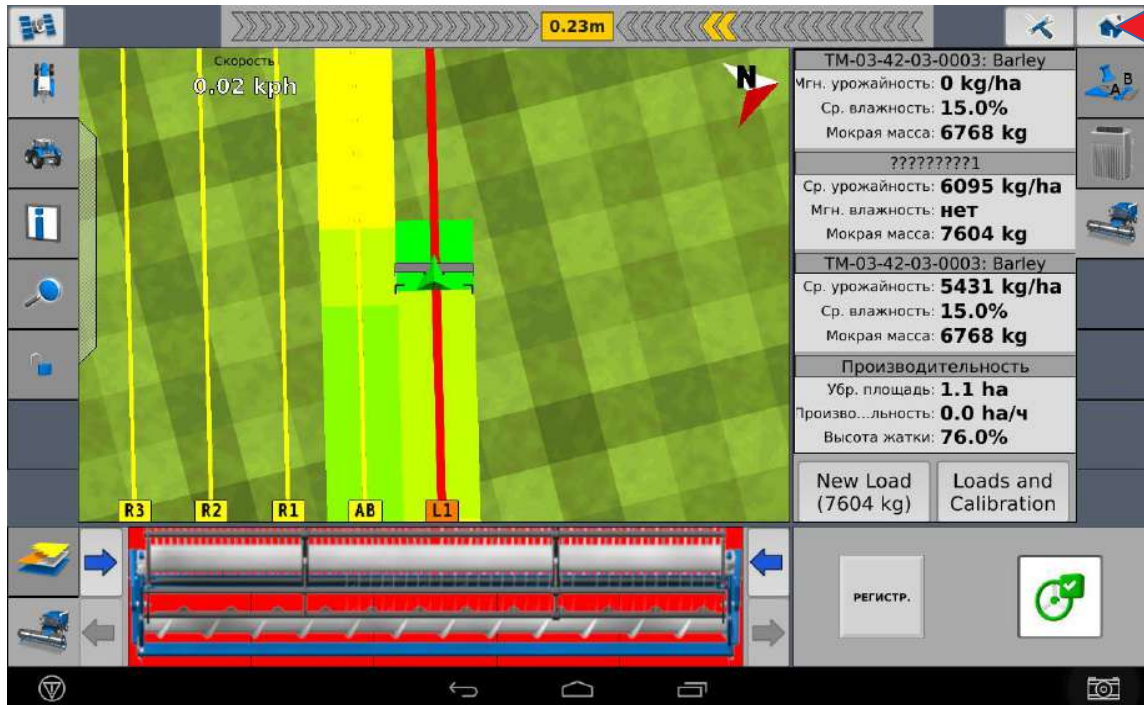 0.23m
Скорость
0.02 kph
N
TM-03-42-03-0003: Barley
Мгн. урожайность: 0 kg/ha
Ср. влажность: 15.0%
Мокрая масса: 6768 kg
?????????1
Ср. урожайность: 6095 kg/ha
Мгн. влажность: нет
Мокрая масса: 7604 kg
TM-03-42-03-0003: Barley
Ср. урожайность: 5431 kg/ha
Ср. влажность: 15.0%
Мокрая масса: 6768 kg
Производительность
Убр. площадь: 1.1 ha
Произво...льность: 0.0 ha/ч
Высота жатки: 76.0%
New Load
(7604 kg)
Loads and
Calibration
A B
R3 R2 R1 AB L1
РЕГИСТР.